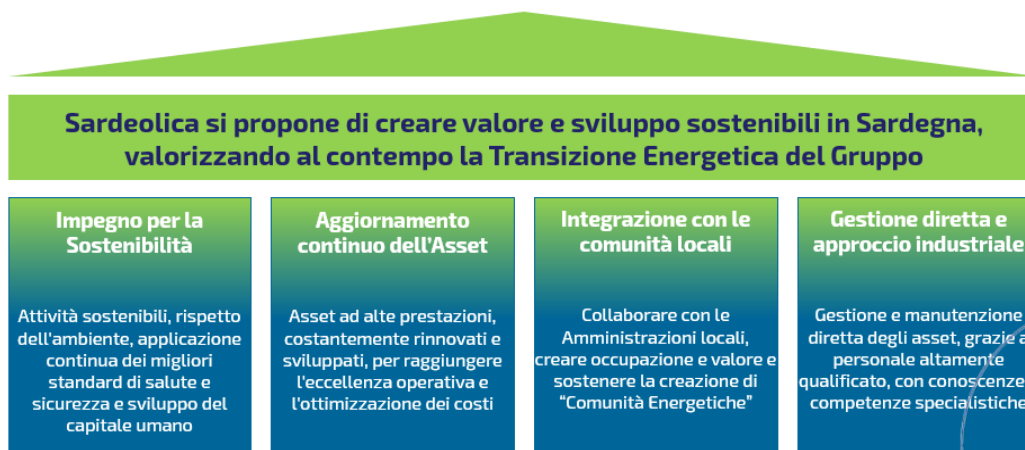 Sardeolica si propone di creare valore e sviluppo sostenibili in Sardegna,
valorizzando al contempo la Transizione Energetica del Gruppo
Impegno per la
Sostenibilità
Attività sostenibili, rispetto
dell'ambiente, applicazione
continua dei migliori
standard di salute e
sicurezza e sviluppo del
capitale umano
Aggiornamento
continuo dell'Asset
Asset ad alte prestazioni,
costantemente rinnovati e
sviluppati, per raggiungere
l'eccellenza operativa e
l'ottimizzazione dei costi
Integrazione con le
comunità locali
Collaborare con le
Amministrazioni locali,
creare occupazione e valore e
sostenere la creazione di
"Comunità Energetiche"
Gestione diretta e
approccio industriale
Gestione e manutenzione
diretta degli asset, grazie a
personale altamente
qualificato, con conoscenze
competenze specialistiche